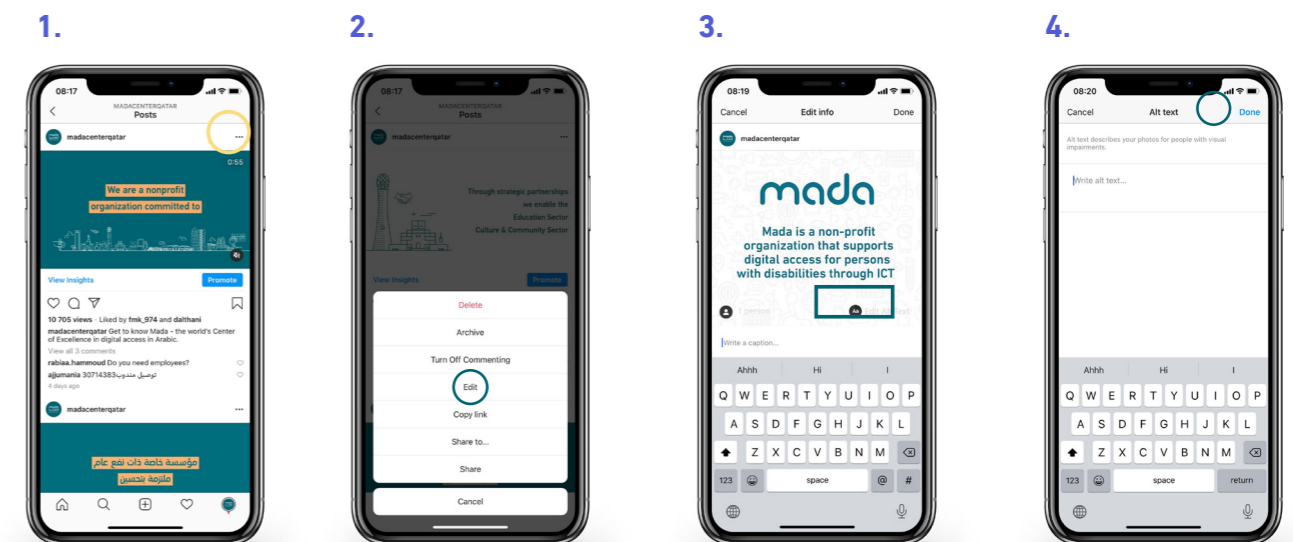 1.
08:17
MADACENTERQATAR
Posts
madacenterqatar
0:55
We are a nonprofit
organization committed to
View Insights
Promote
10 705 views · Liked by fmk_974 and dalthani
madacenterqatar Get to know Mada - the world's Center
of Excellence in digital access in Arabic.
View all 3 comments
rabiaa.hammoud Do you need employees?
ajjumania 30714383توصيل مندوب
4 days ago
madacenterqatar
مؤسسة خاصة ذات نفع عام
ملتزمة بتحسين
2.
08:17
MADACENTERQATAR
Posts
madacenterqatar
Through strategic partnerships
we enable the
Education Sector
Culture & Community Sector
View Insights
Promote
Delete
Archive
Turn Off Commenting
Edit
Copy link
Share to...
Share
Cancel
3.
08:19
Cancel
Edit info
Done
madacenterqatar
mada
Mada is a non-profit
organization that supports
digital access for persons
with disabilities through ICT
1 person
Aa Edit Alt Text
Write a caption...
Ahhh Hi I
Q W E R T Y U I O P
A S D F G H J K L
Z X C V B N M
123 space @ #
4.
08:20
Cancel
Alt text
Done
Alt text describes your photos for people with visual
impairments.
Write alt text...
Ahhh Hi I
Q W E R T Y U I O P
A S D F G H J K L
Z X C V B N M
123 space return